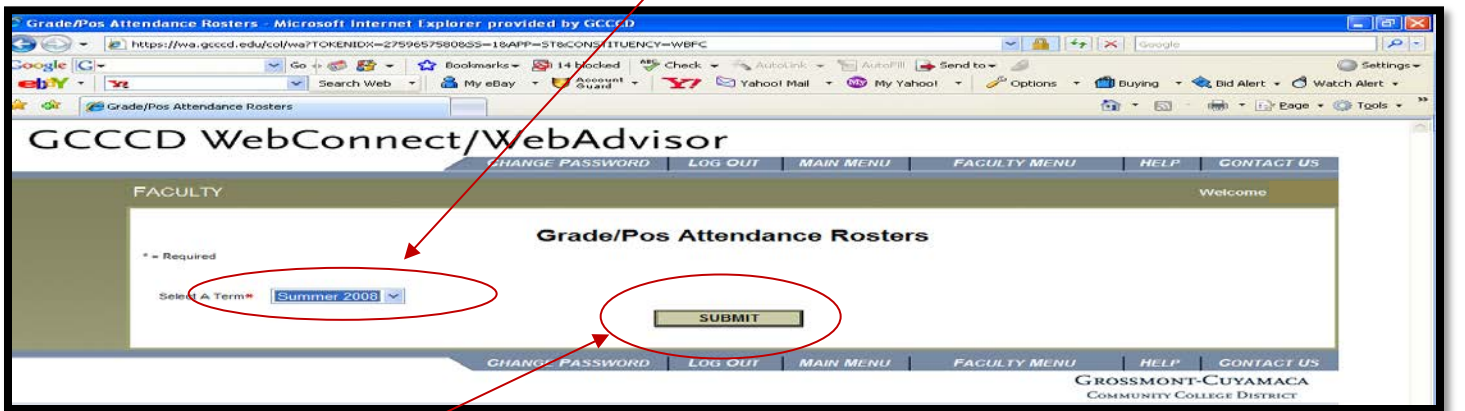 Grade/Pos Attendance Rosters - Microsoft Internet Explorer provided by GCCCD
https://wa.gcccd.edu/col/wa?TOKENIDX=2759657580&SS=1&APP=ST&CONSTITUENCY=WBFC Google
Google G Go Bookmarks 14 blocked Check AutoLink AutoFill Send to Settings
ebY Y! Search Web My eBay Account Guard Y! Yahoo! Mail My Yahoo! Options Buying Bid Alert Watch Alert
Grade/Pos Attendance Rosters Page Tools
GCCCD WebConnect/WebAdvisor
CHANGE PASSWORD LOG OUT MAIN MENU FACULTY MENU HELP CONTACT US
FACULTY Welcome
Grade/Pos Attendance Rosters
* = Required
Select A Term* Summer 2008
SUBMIT
CHANGE PASSWORD LOG OUT MAIN MENU FACULTY MENU HELP CONTACT US
GROSSMONT-CUYAMACA
COMMUNITY COLLEGE DISTRICT